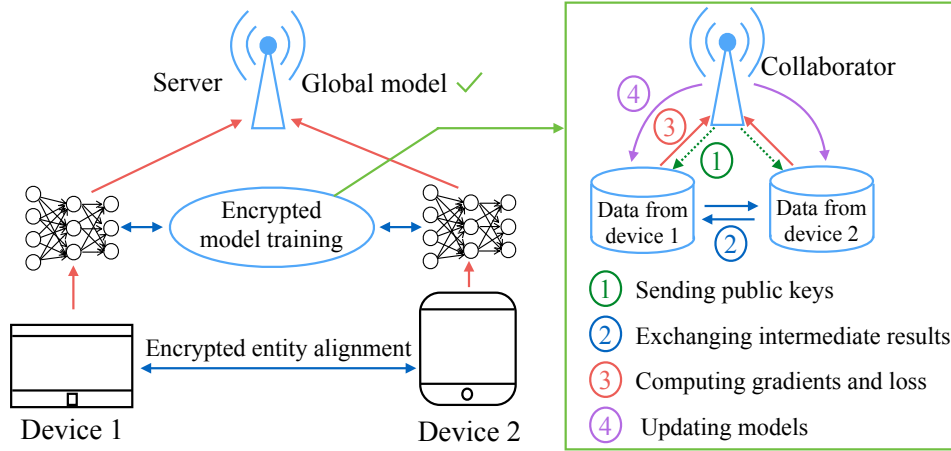 Server
Global model
Encrypted
model training
Encrypted entity alignment
Device 1
Device 2
Collaborator
4
3
1
Data from
device 1
Data from
device 2
2
1 Sending public keys
2 Exchanging intermediate results
3 Computing gradients and loss
4 Updating models